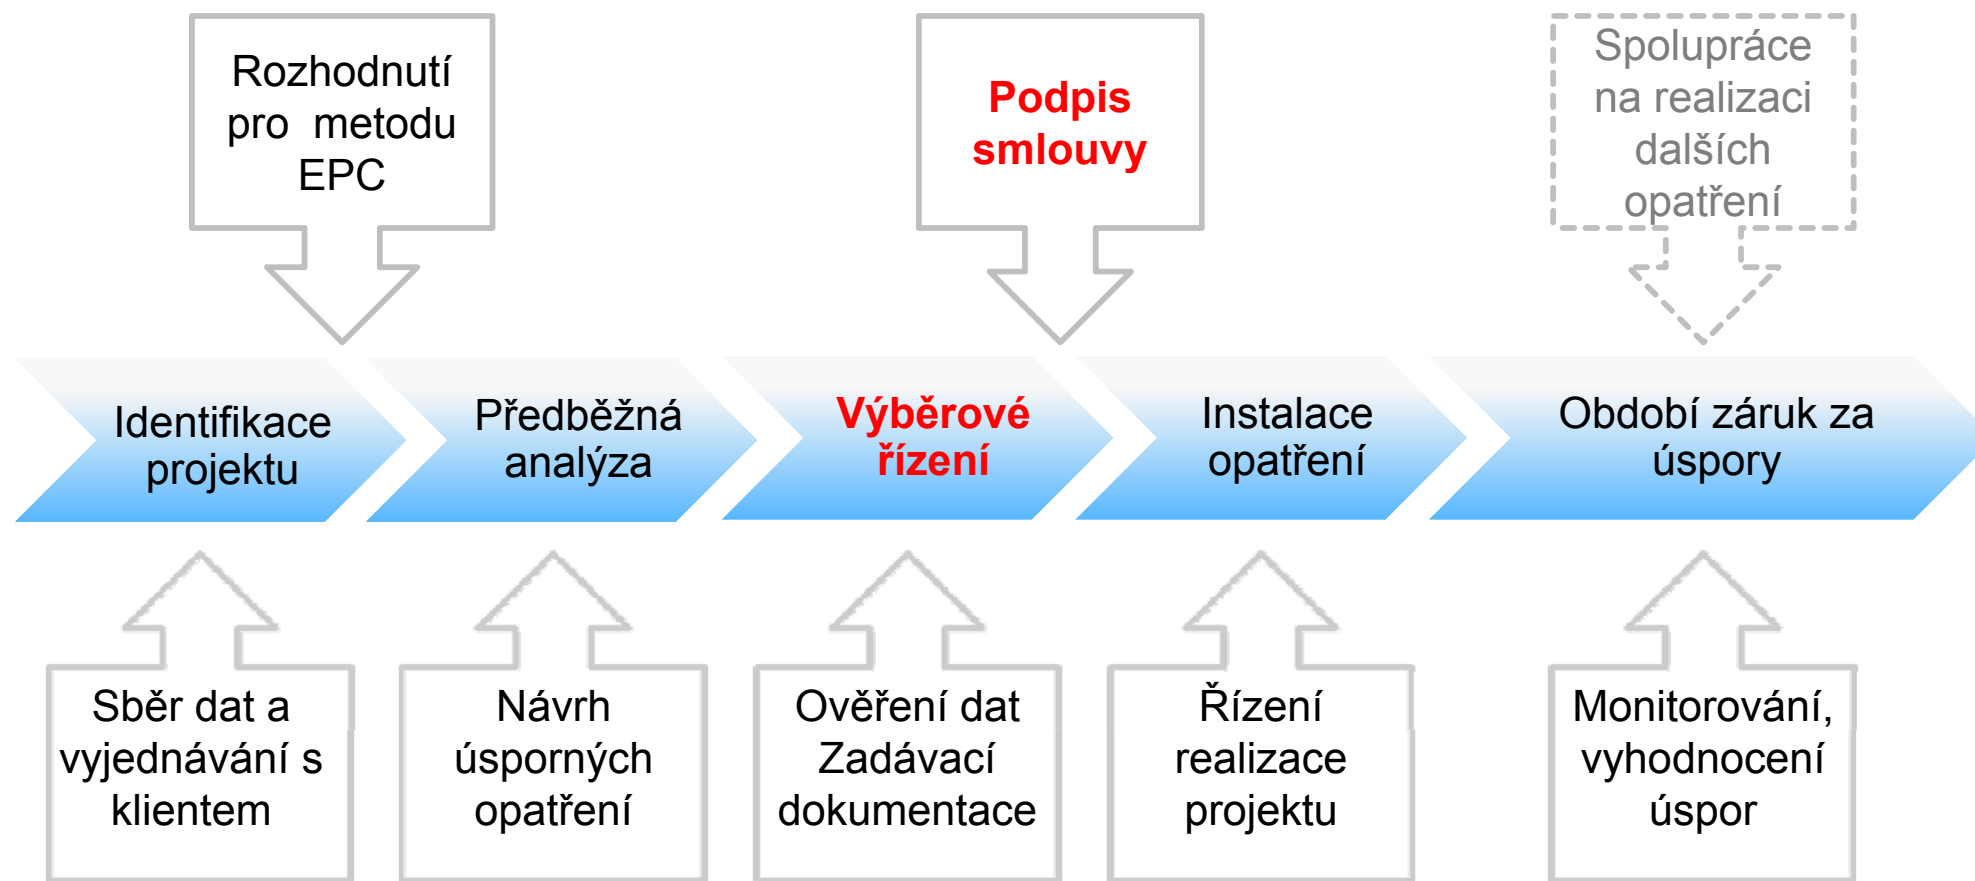 Rozhodnutí
pro metodu
EPC
Podpis
smlouvy
Spolupráce
na realizaci
dalších
opatření
Identifikace
projektu
Předběžná
analýza
Výběrové
řízení
Instalace
opatření
Období záruk za
úspory
Sběr dat a
vyjednávání s
klientem
Návrh
úsporných
opatření
Ověření dat
Zadávací
dokumentace
Řízení
realizace
projektu
Monitorování,
vyhodnocení
úspor